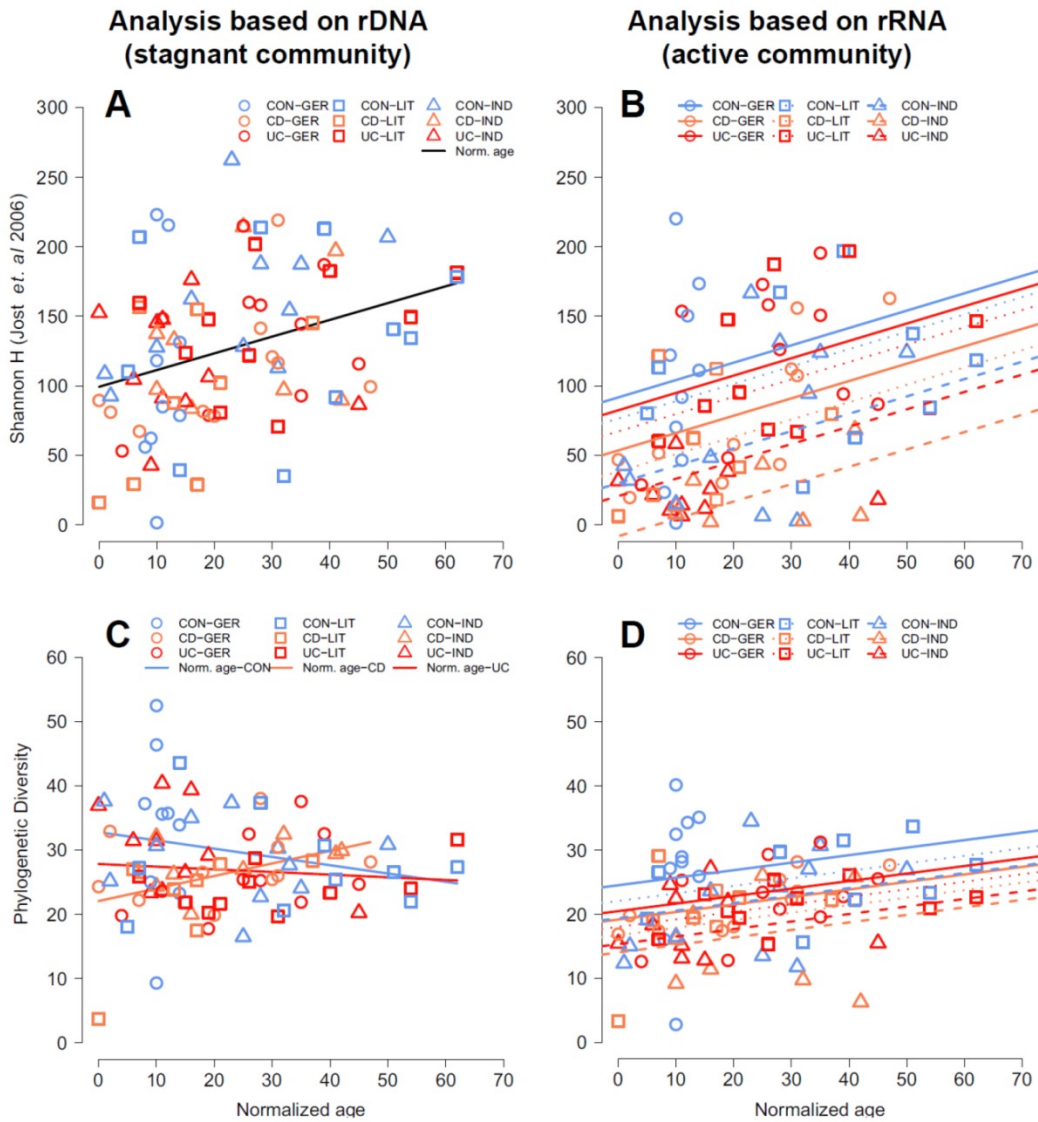 Analysis based on rDNA
(stagnant community)
Analysis based on rRNA
(active community)
A
CON-GER CON-LIT CON-IND
CD-GER CD-LIT CD-IND
UC-GER UC-LIT UC-IND
Norm. age
Shannon H (Jost et. al 2006)
300
250
200
150
100
50
0
0 10 20 30 40 50 60 70
B
CON-GER CON-LIT CON-IND
CD-GER CD-LIT CD-IND
UC-GER UC-LIT UC-IND
300
250
200
150
100
50
0
0 10 20 30 40 50 60 70
C
CON-GER CON-LIT CON-IND
CD-GER CD-LIT CD-IND
UC-GER UC-LIT UC-IND
Norm. age-CON Norm. age-CD Norm. age-UC
Phylogenetic Diversity
60
50
40
30
20
10
0
0 10 20 30 40 50 60 70
Normalized age
D
CON-GER CON-LIT CON-IND
CD-GER CD-LIT CD-IND
UC-GER UC-LIT UC-IND
60
50
40
30
20
10
0
0 10 20 30 40 50 60 70
Normalized age